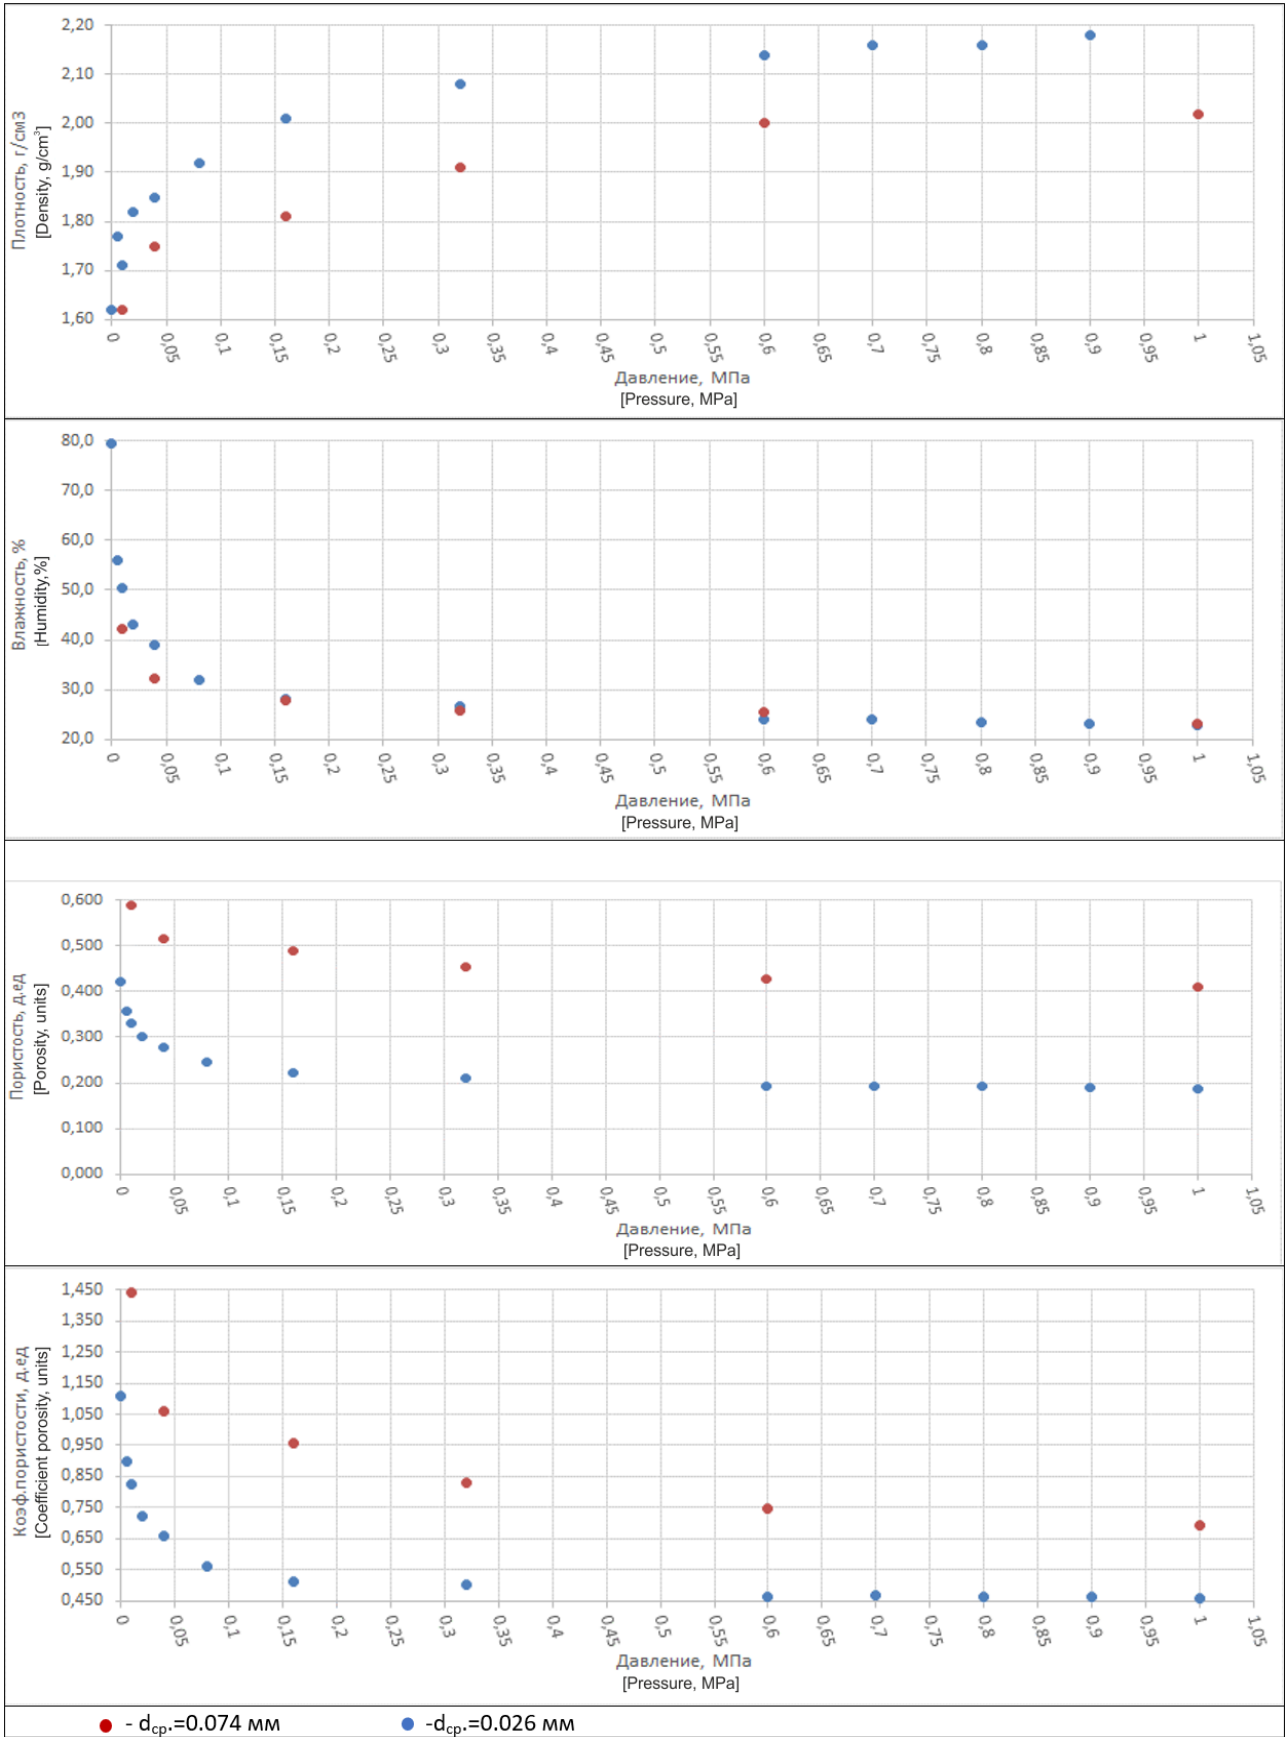 Плотность, г/см3
[Density, g/cm³]
2,20
2,10
2,00
1,90
1,80
1,70
1,60
0 0,05 0,1 0,15 0,2 0,25 0,3 0,35 0,4 0,45 0,5 0,55 0,6 0,65 0,7 0,75 0,8 0,85 0,9 0,95 1 1,05
Давление, МПа
[Pressure, MPa]
Влажность, %
[Humidity,%]
80,0
70,0
60,0
50,0
40,0
30,0
20,0
0 0,05 0,1 0,15 0,2 0,25 0,3 0,35 0,4 0,45 0,5 0,55 0,6 0,65 0,7 0,75 0,8 0,85 0,9 0,95 1 1,05
Давление, МПа
[Pressure, MPa]
Пористость, д.ед
[Porosity, units]
0,600
0,500
0,400
0,300
0,200
0,100
0,000
0 0,05 0,1 0,15 0,2 0,25 0,3 0,35 0,4 0,45 0,5 0,55 0,6 0,65 0,7 0,75 0,8 0,85 0,9 0,95 1 1,05
Давление, МПа
[Pressure, MPa]
Коэф.пористости, д.ед
[Coefficient porosity, units]
1,450
1,350
1,250
1,150
1,050
0,950
0,850
0,750
0,650
0,550
0,450
0 0,05 0,1 0,15 0,2 0,25 0,3 0,35 0,4 0,45 0,5 0,55 0,6 0,65 0,7 0,75 0,8 0,85 0,9 0,95 1 1,05
Давление, МПа
[Pressure, MPa]
- dср.=0.074 мм -dср.=0.026 мм